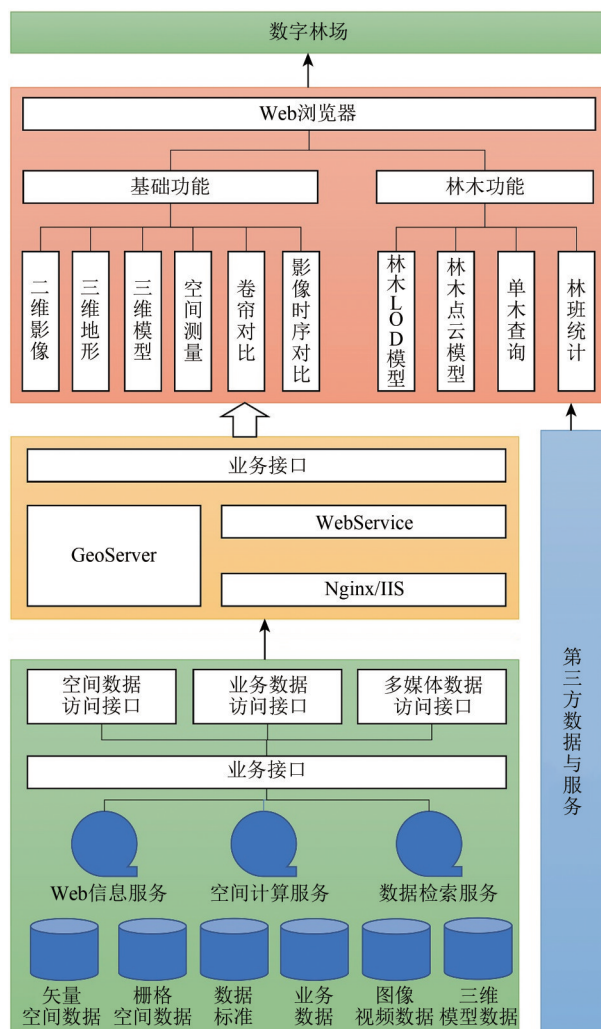 数字林场
Web浏览器
基础功能
林木功能
二维影像
三维地形
三维模型
空间测量
卷帘对比
影像时序对比
林木LOD模型
林木点云模型
单木查询
林班统计
业务接口
GeoServer
WebService
Nginx/IIS
第三方数据与服务
空间数据
访问接口
业务数据
访问接口
多媒体数据
访问接口
业务接口
Web信息服务
空间计算服务
数据检索服务
矢量
空间数据
栅格
空间数据
数据
标准
业务
数据
图像
视频数据
三维
模型数据